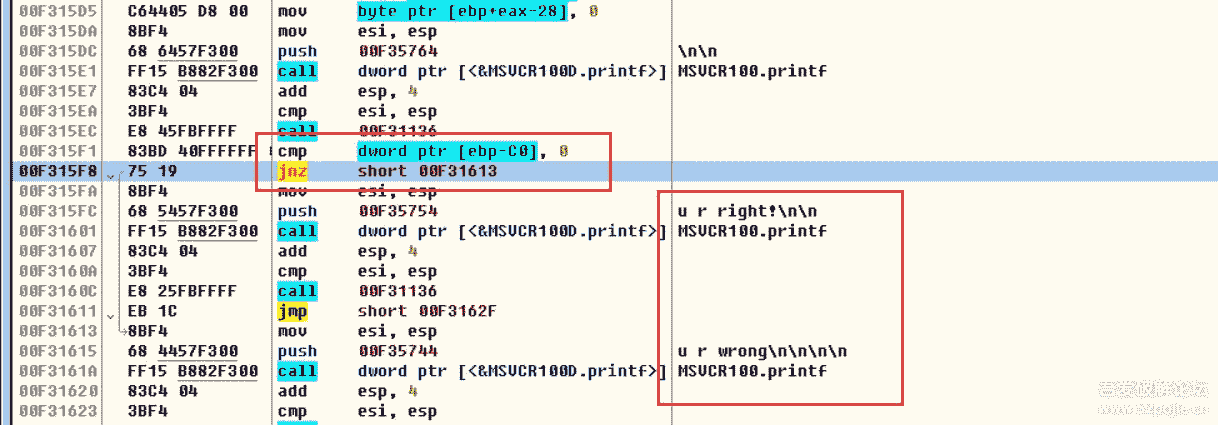 00F315D5 C64405 D8 00 mov byte ptr [ebp+eax-28], 0
00F315DA 8BF4 mov esi, esp
00F315DC 68 6457F300 push 00F35764 \n\n
00F315E1 FF15 B882F300 call dword ptr [<&MSVCR100D.printf>] MSVCR100.printf
00F315E7 83C4 04 add esp, 4
00F315EA 3BF4 cmp esi, esp
00F315EC E8 45FBFFFF call 00F31136
00F315F1 83BD 40FFFFFF cmp dword ptr [ebp-C0], 0
00F315F8 75 19 jnz short 00F31613
00F315FA 8BF4 mov esi, esp
00F315FC 68 5457F300 push 00F35754 u r right!\n\n
00F31601 FF15 B882F300 call dword ptr [<&MSVCR100D.printf>] MSVCR100.printf
00F31607 83C4 04 add esp, 4
00F3160A 3BF4 cmp esi, esp
00F3160C E8 25FBFFFF call 00F31136
00F31611 EB 1C jmp short 00F3162F
00F31613 8BF4 mov esi, esp
00F31615 68 4457F300 push 00F35744 u r wrong\n\n\n\n
00F3161A FF15 B882F300 call dword ptr [<&MSVCR100D.printf>] MSVCR100.printf
00F31620 83C4 04 add esp, 4
00F31623 3BF4 cmp esi, esp